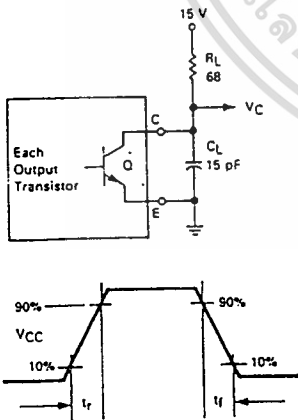 15 V
RL
68
C
VC
Each
Output
Transistor
Q
CL
15 pF
E
90%
90%
VCC
10%
10%
tr
tf